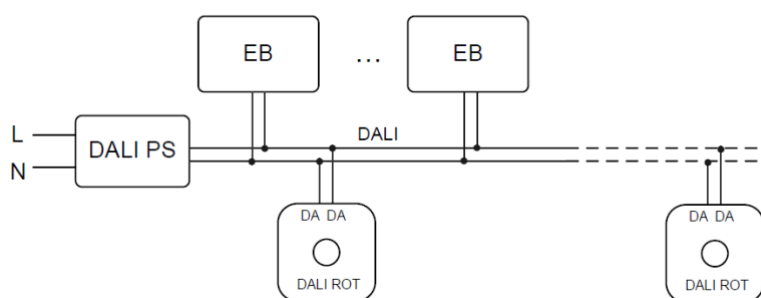 EB
...
EB
L
DALI PS
DALI
N
DA DA
DALI ROT
DA DA
DALI ROT